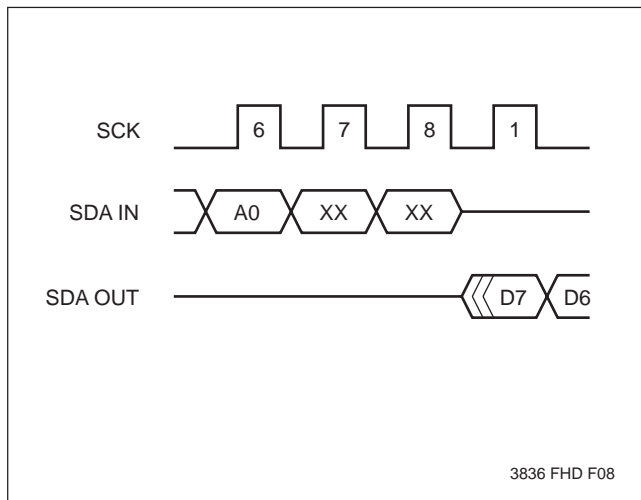 SCK 6 7 8 1
SDA IN A0 XX XX
SDA OUT D7 D6
3836 FHD F08